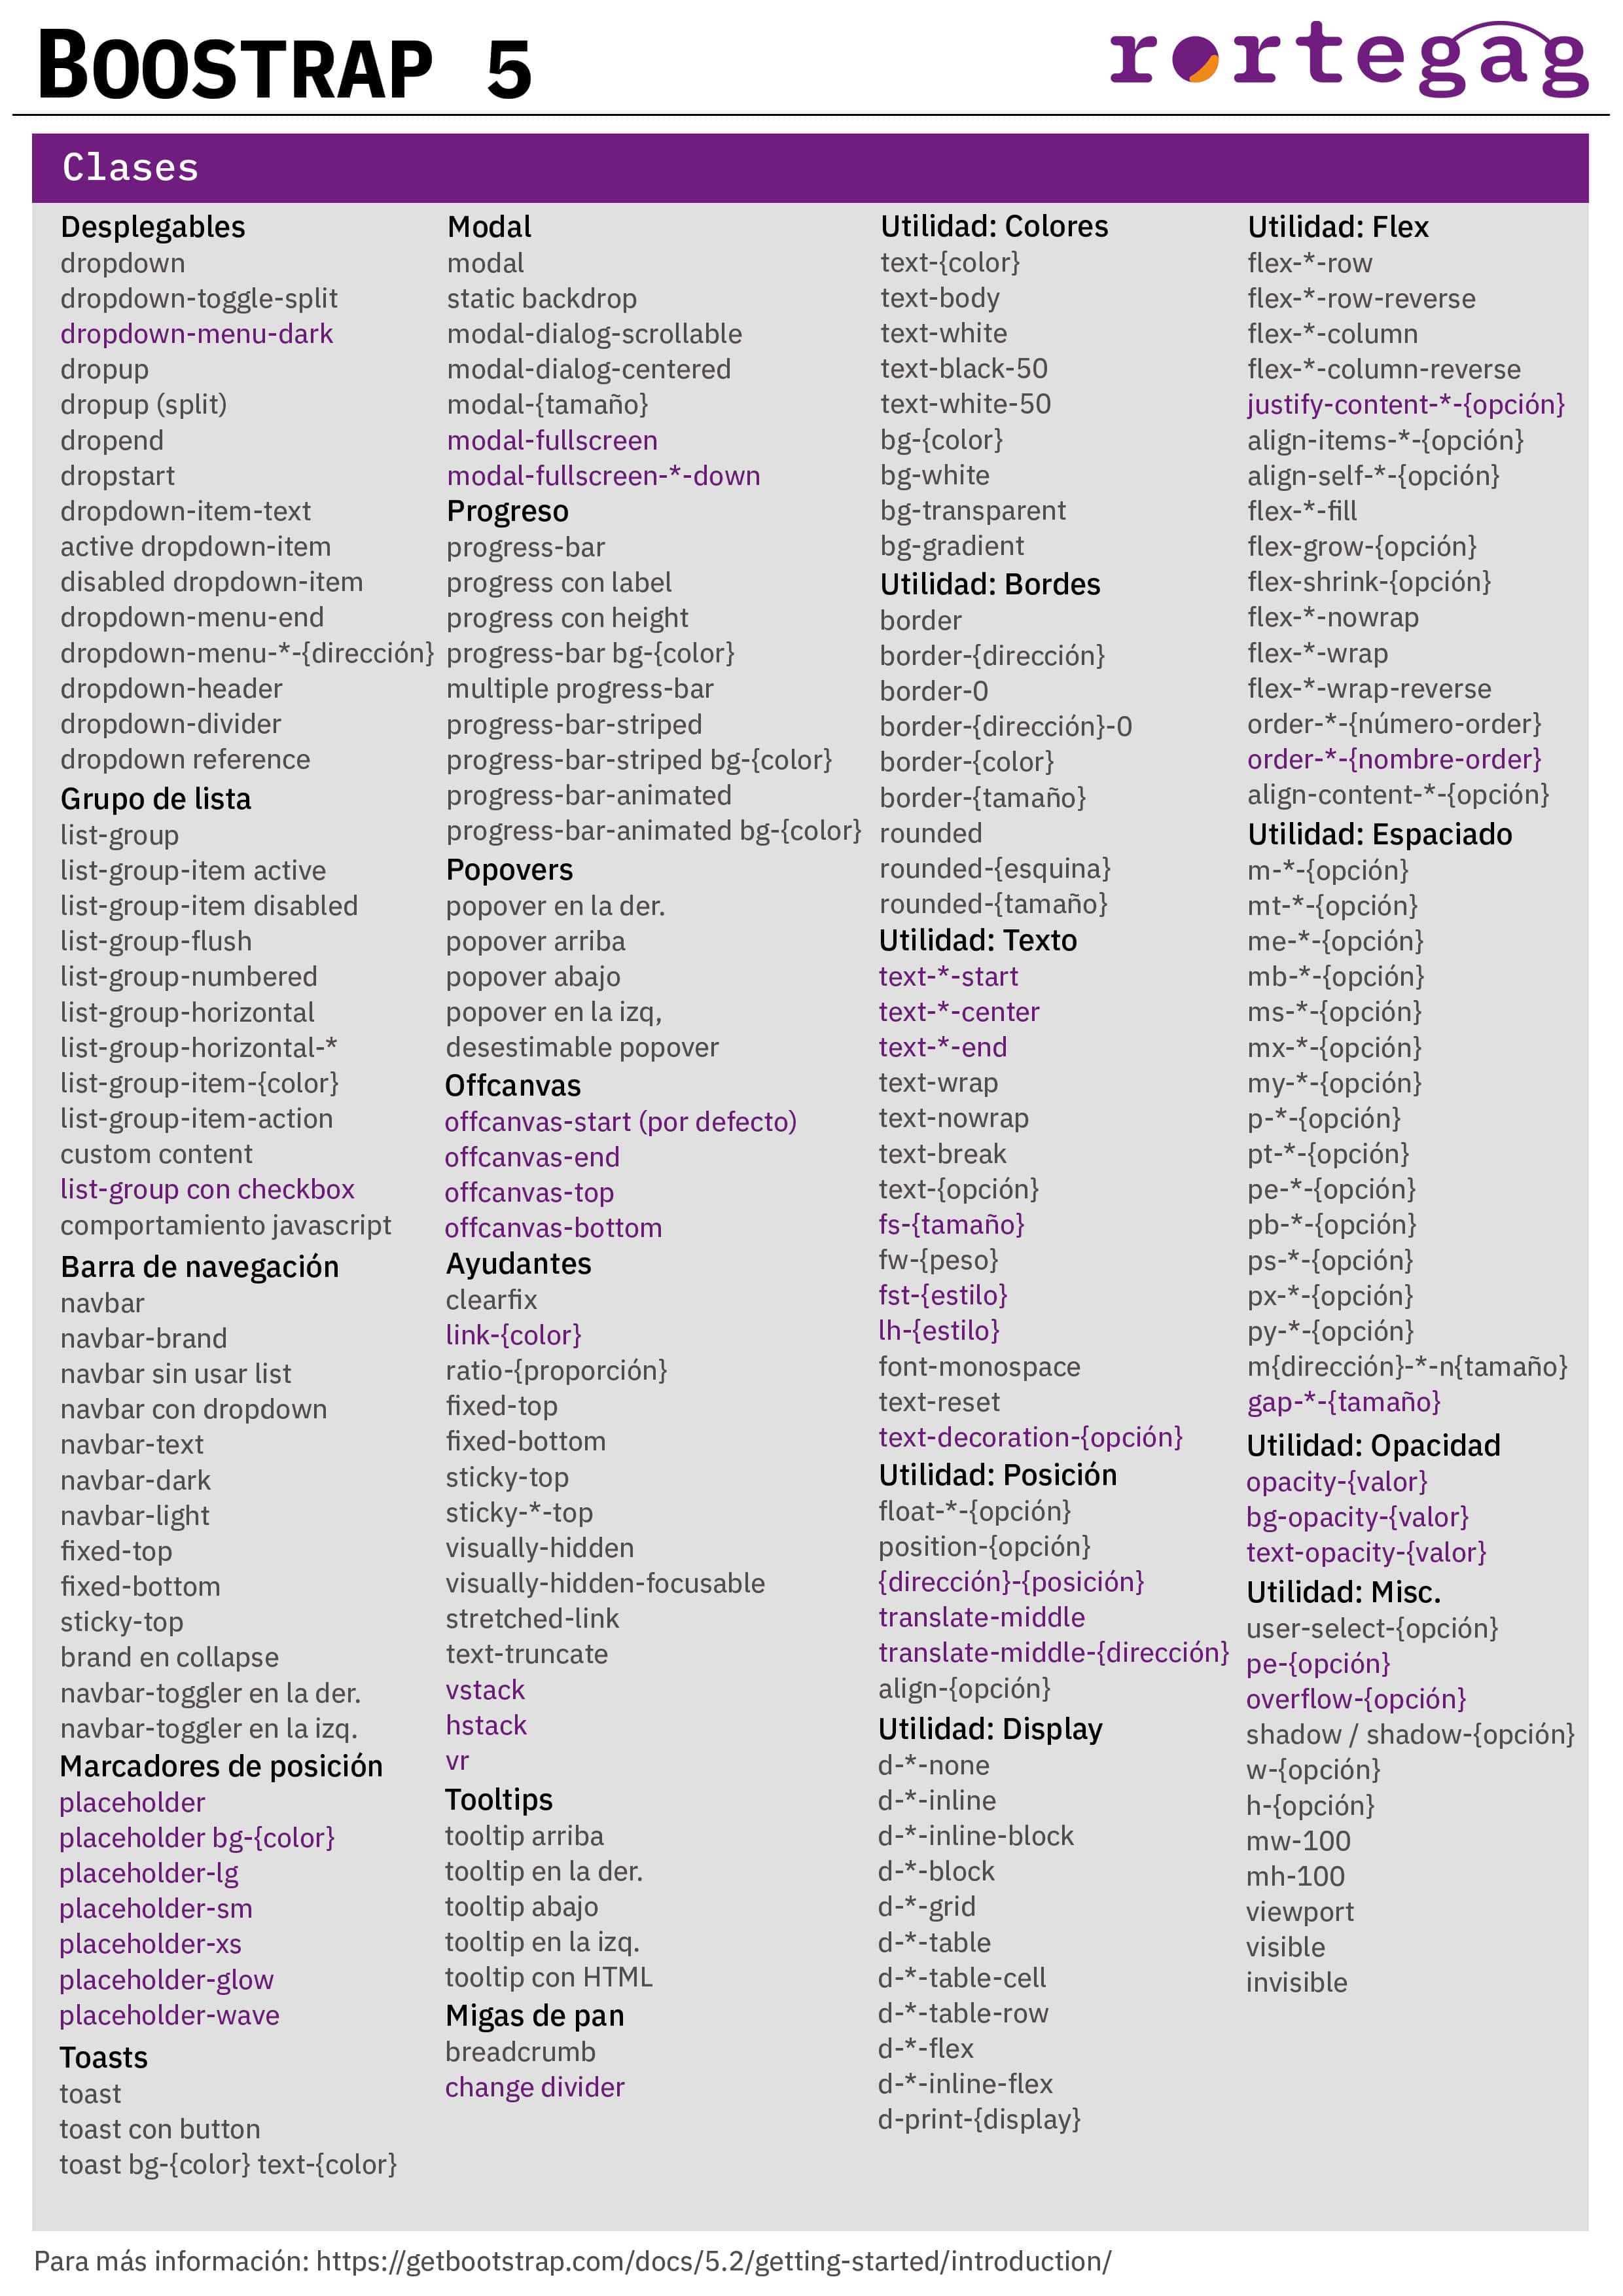 BOOSTRAP 5
rortegag
Clases
Desplegables
dropdown
dropdown-toggle-split
dropdown-menu-dark
dropup
dropup (split)
dropend
dropstart
dropdown-item-text
active dropdown-item
disabled dropdown-item
dropdown-menu-end
dropdown-menu-*-{dirección}
dropdown-header
dropdown-divider
dropdown reference
Grupo de lista
list-group
list-group-item active
list-group-item disabled
list-group-flush
list-group-numbered
list-group-horizontal
list-group-horizontal-*
list-group-item-{color}
list-group-item-action
custom content
list-group con checkbox
comportamiento javascript
Barra de navegación
navbar
navbar-brand
navbar sin usar list
navbar con dropdown
navbar-text
navbar-dark
navbar-light
fixed-top
fixed-bottom
sticky-top
brand en collapse
navbar-toggler en la der.
navbar-toggler en la izq.
Marcadores de posición
placeholder
placeholder bg-{color}
placeholder-lg
placeholder-sm
placeholder-xs
placeholder-glow
placeholder-wave
Toasts
toast
toast con button
toast bg-{color} text-{color}
Modal
modal
static backdrop
modal-dialog-scrollable
modal-dialog-centered
modal-{tamaño}
modal-fullscreen
modal-fullscreen-*-down
Progreso
progress-bar
progress con label
progress con height
progress-bar bg-{color}
multiple progress-bar
progress-bar-striped
progress-bar-striped bg-{color}
progress-bar-animated
progress-bar-animated bg-{color}
Popovers
popover en la der.
popover arriba
popover abajo
popover en la izq,
desestimable popover
Offcanvas
offcanvas-start (por defecto)
offcanvas-end
offcanvas-top
offcanvas-bottom
Ayudantes
clearfix
link-{color}
ratio-{proporción}
fixed-top
fixed-bottom
sticky-top
sticky-*-top
visually-hidden
visually-hidden-focusable
stretched-link
text-truncate
vstack
hstack
vr
Tooltips
tooltip arriba
tooltip en la der.
tooltip abajo
tooltip en la izq.
tooltip con HTML
Migas de pan
breadcrumb
change divider
Utilidad: Colores
text-{color}
text-body
text-white
text-black-50
text-white-50
bg-{color}
bg-white
bg-transparent
bg-gradient
Utilidad: Bordes
border
border-{dirección}
border-0
border-{dirección}-0
border-{color}
border-{tamaño}
rounded
rounded-{esquina}
rounded-{tamaño}
Utilidad: Texto
text-*-start
text-*-center
text-*-end
text-wrap
text-nowrap
text-break
text-{opción}
fs-{tamaño}
fw-{peso}
fst-{estilo}
lh-{estilo}
font-monospace
text-reset
text-decoration-{opción}
Utilidad: Posición
float-*-{opción}
position-{opción}
{dirección}-{posición}
translate-middle
translate-middle-{dirección}
align-{opción}
Utilidad: Display
d-*-none
d-*-inline
d-*-inline-block
d-*-block
d-*-grid
d-*-table
d-*-table-cell
d-*-table-row
d-*-flex
d-*-inline-flex
d-print-{display}
Utilidad: Flex
flex-*-row
flex-*-row-reverse
flex-*-column
flex-*-column-reverse
justify-content-*-{opción}
align-items-*-{opción}
align-self-*-{opción}
flex-*-fill
flex-grow-{opción}
flex-shrink-{opción}
flex-*-nowrap
flex-*-wrap
flex-*-wrap-reverse
order-*-{número-order}
order-*-{nombre-order}
align-content-*-{opción}
Utilidad: Espaciado
m-*-{opción}
mt-*-{opción}
me-*-{opción}
mb-*-{opción}
ms-*-{opción}
mx-*-{opción}
my-*-{opción}
p-*-{opción}
pt-*-{opción}
pe-*-{opción}
pb-*-{opción}
ps-*-{opción}
px-*-{opción}
py-*-{opción}
m{dirección}-*-n{tamaño}
gap-*-{tamaño}
Utilidad: Opacidad
opacity-{valor}
bg-opacity-{valor}
text-opacity-{valor}
Utilidad: Misc.
user-select-{opción}
pe-{opción}
overflow-{opción}
shadow / shadow-{opción}
w-{opción}
h-{opción}
mw-100
mh-100
viewport
visible
invisible
Para más información: https://getbootstrap.com/docs/5.2/getting-started/introduction/